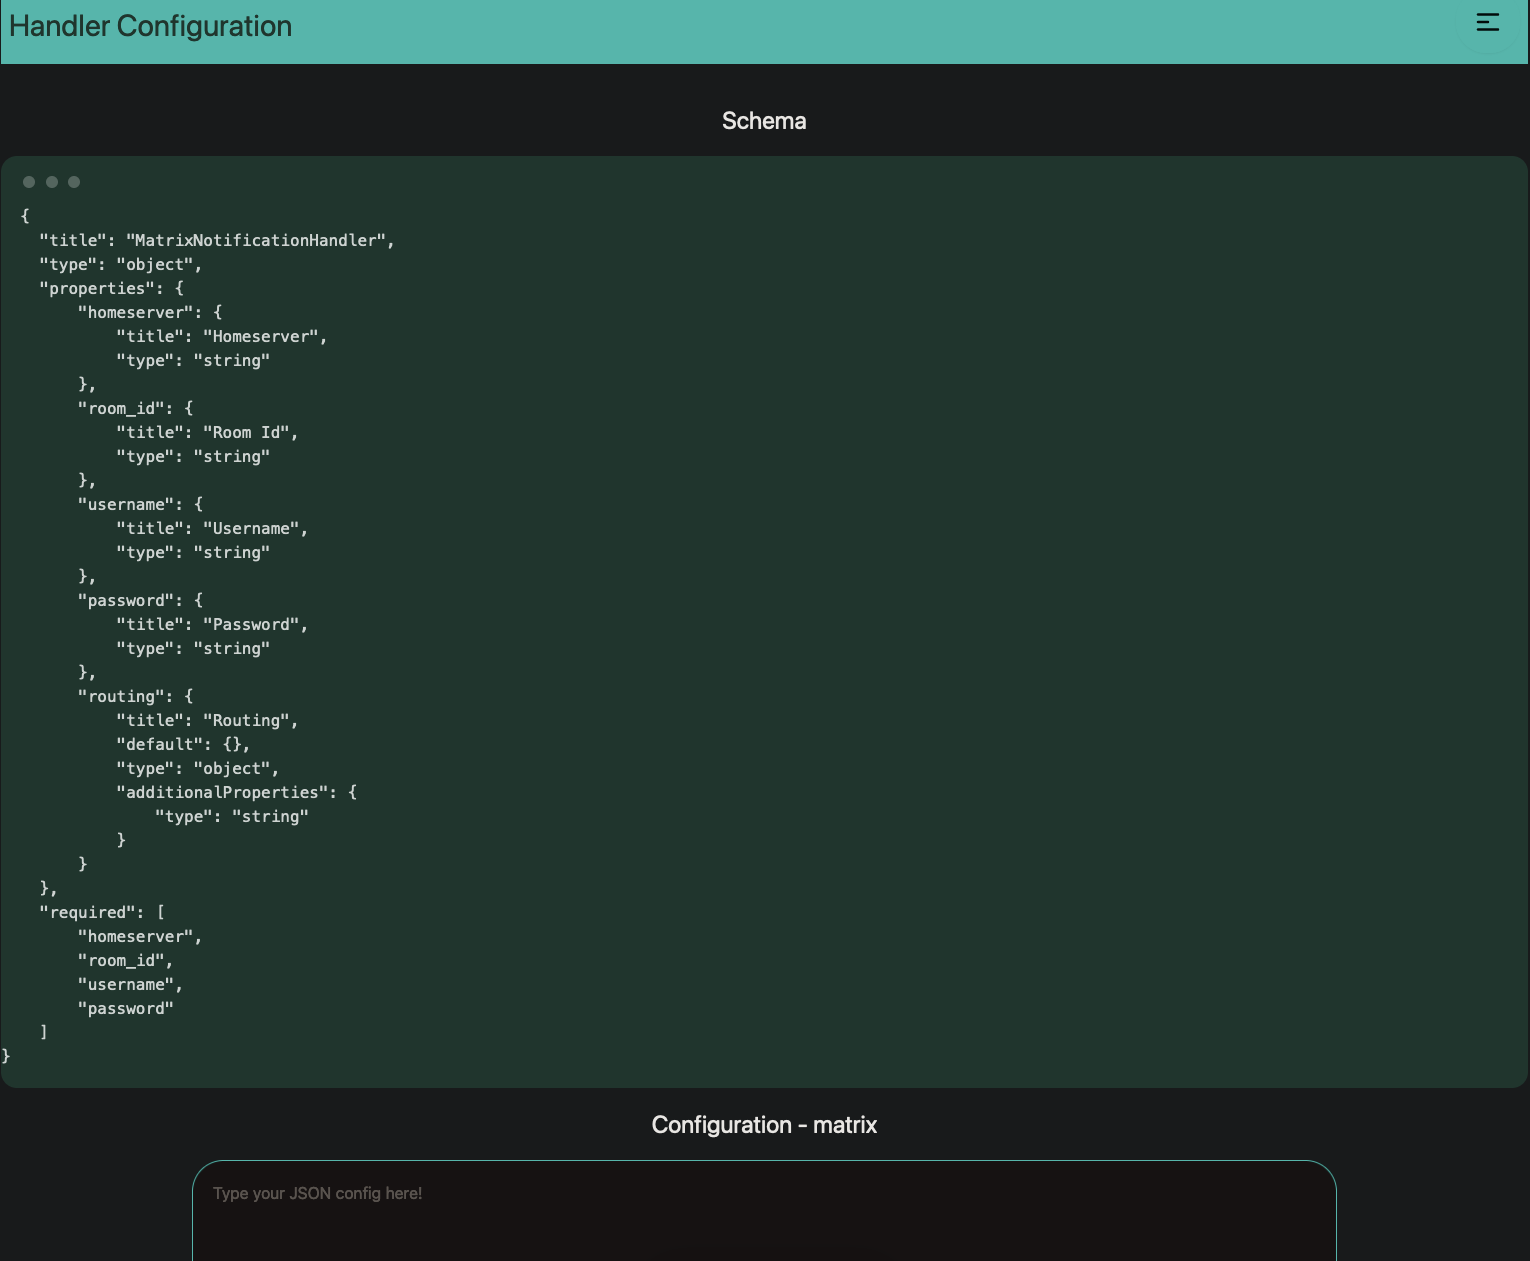 Handler Configuration
Schema
{
  "title": "MatrixNotificationHandler",
  "type": "object",
  "properties": {
      "homeserver": {
          "title": "Homeserver",
          "type": "string"
      },
      "room_id": {
          "title": "Room Id",
          "type": "string"
      },
      "username": {
          "title": "Username",
          "type": "string"
      },
      "password": {
          "title": "Password",
          "type": "string"
      },
      "routing": {
          "title": "Routing",
          "default": {},
          "type": "object",
          "additionalProperties": {
              "type": "string"
          }
      }
  },
  "required": [
      "homeserver",
      "room_id",
      "username",
      "password"
  ]
}
Configuration - matrix
Type your JSON config here!